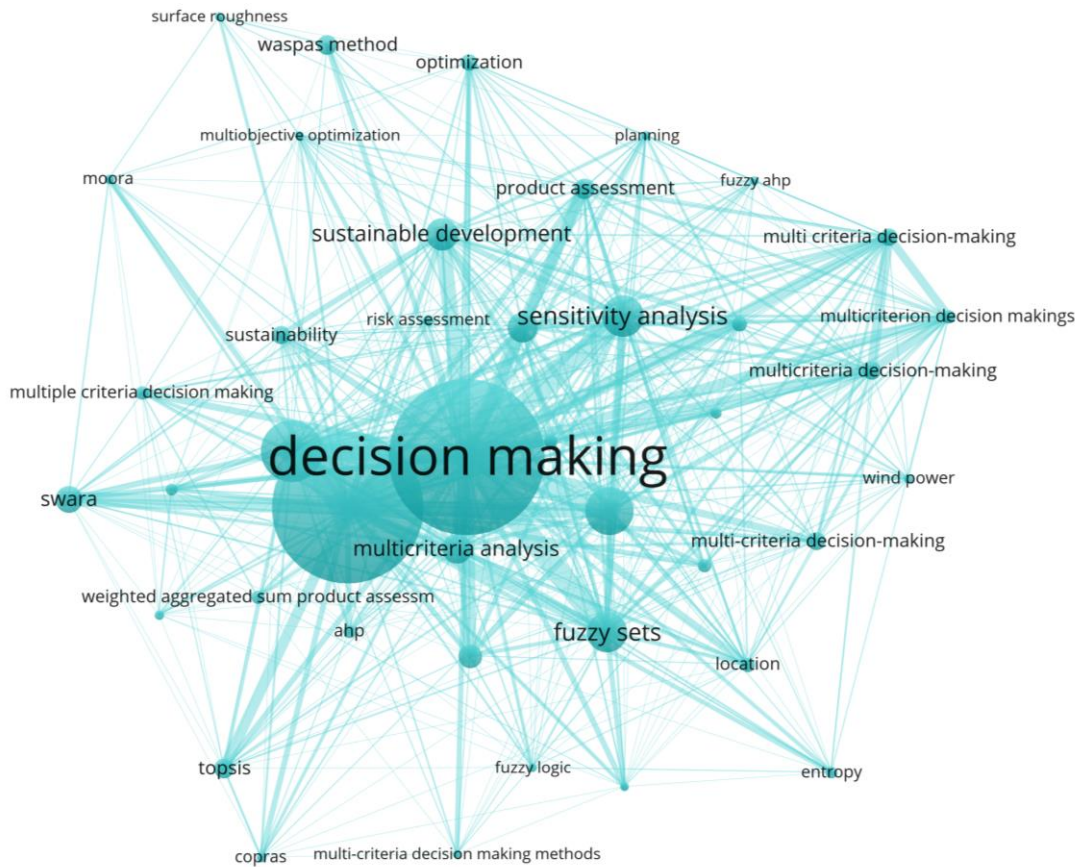 surface roughness
waspas method
optimization
multiobjective optimization
planning
moora
product assessment
fuzzy ahp
sustainable development
multi criteria decision-making
sensitivity analysis
multicriterion decision makings
risk assessment
sustainability
multicriteria decision-making
multiple criteria decision making
decision making
wind power
swara
multi-criteria decision-making
multicriteria analysis
weighted aggregated sum product assessm
ahp
fuzzy sets
location
topsis
fuzzy logic
entropy
copras
multi-criteria decision making methods